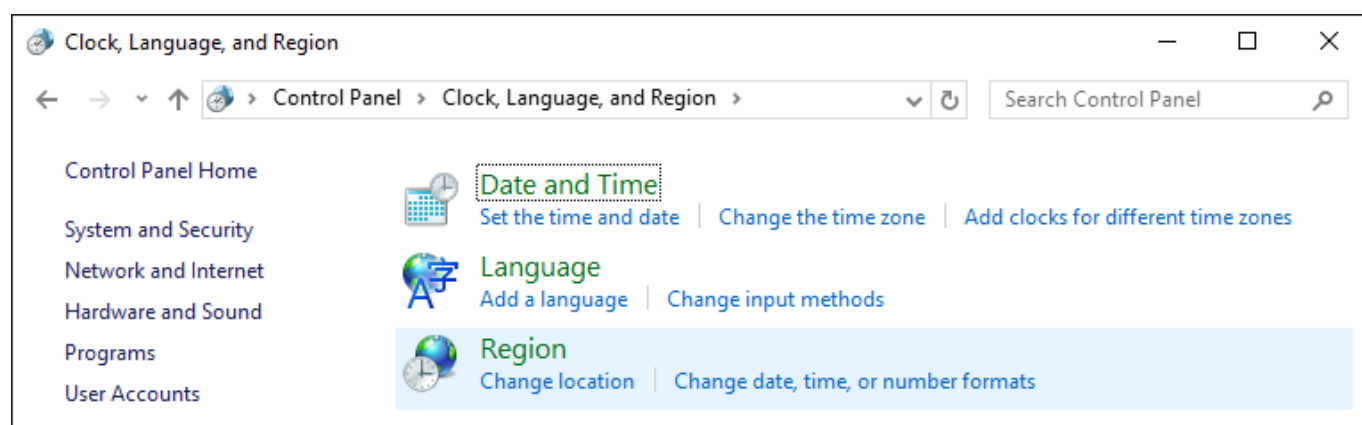 Clock, Language, and Region
Control Panel > Clock, Language, and Region >
Search Control Panel
Control Panel Home
System and Security
Network and Internet
Hardware and Sound
Programs
User Accounts
Date and Time
Set the time and date | Change the time zone | Add clocks for different time zones
Language
Add a language | Change input methods
Region
Change location | Change date, time, or number formats